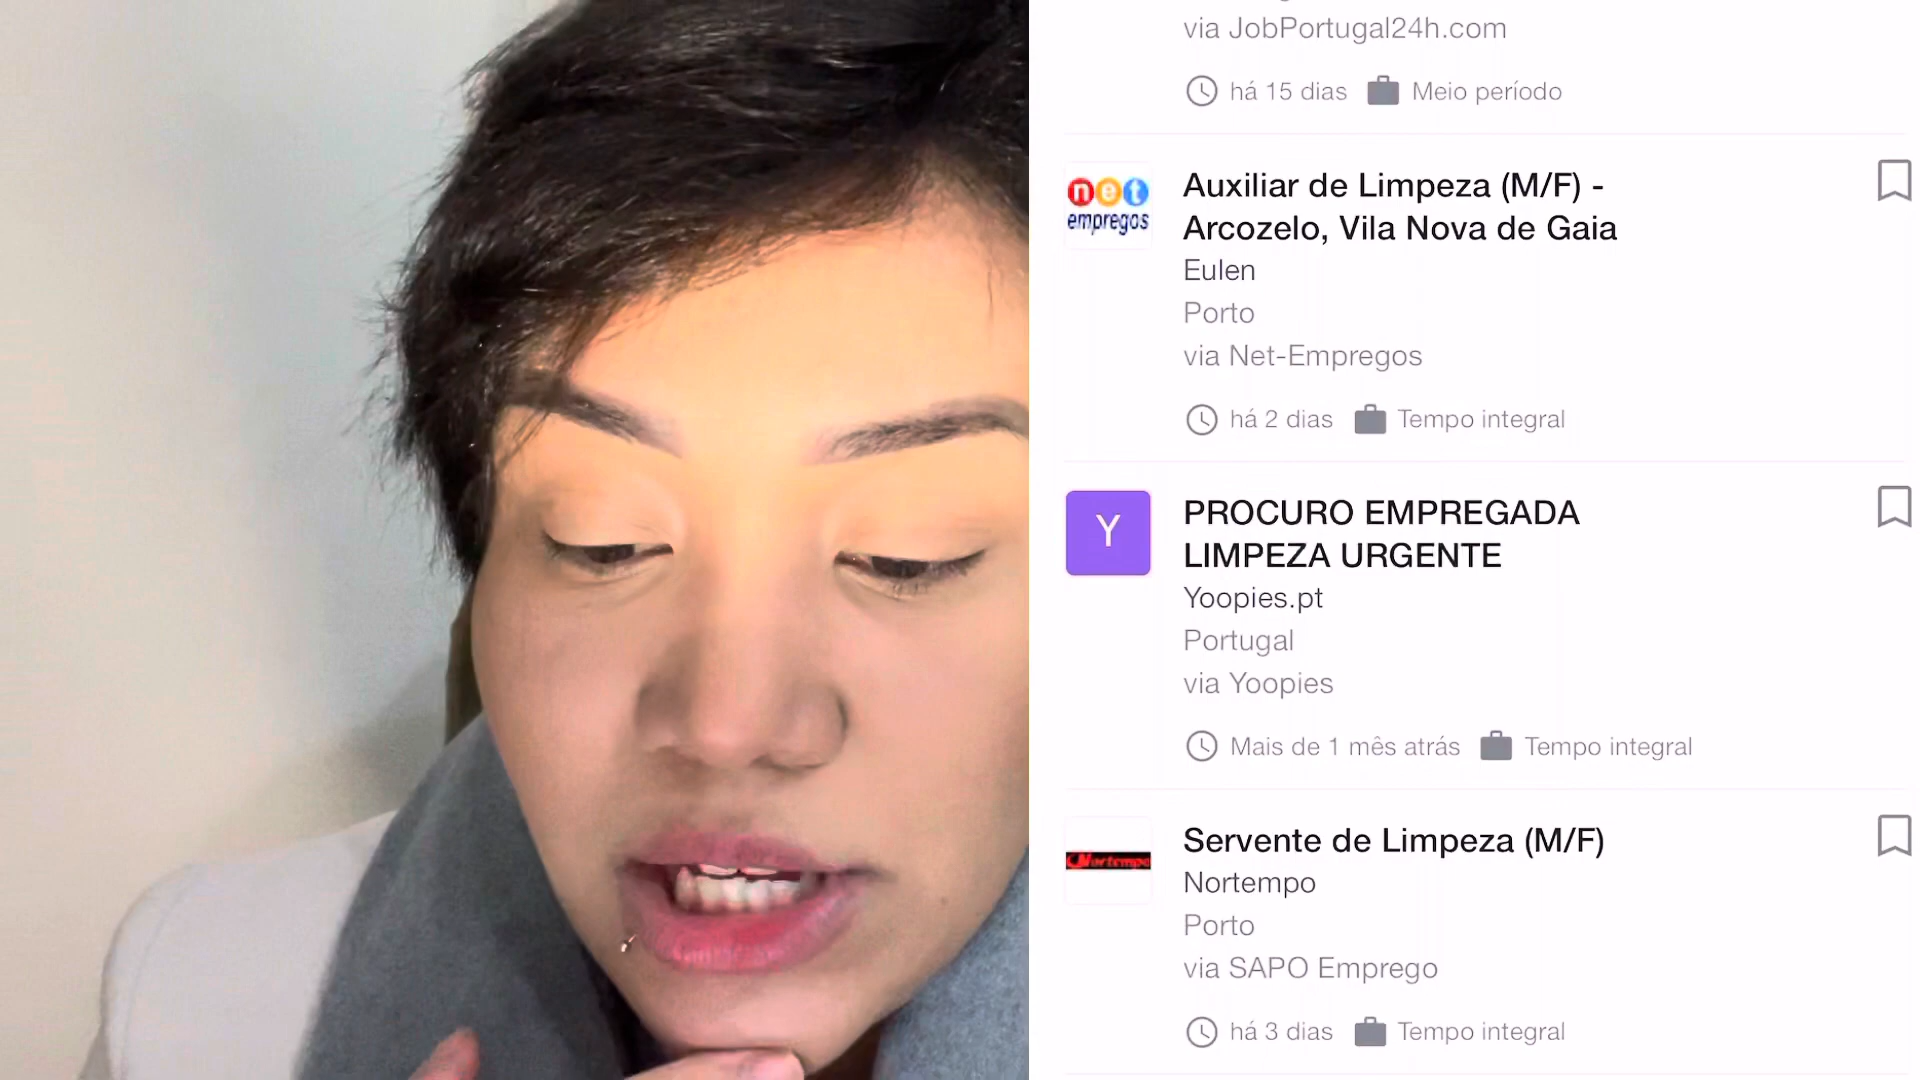 via JobPortugal24h.com
há 15 dias Meio período
net
empregos
Auxiliar de Limpeza (M/F) -
Arcozelo, Vila Nova de Gaia
Eulen
Porto
via Net-Empregos
há 2 dias Tempo integral
Y
PROCURO EMPREGADA
LIMPEZA URGENTE
Yoopies.pt
Portugal
via Yoopies
Mais de 1 mês atrás Tempo integral
Nortempo
Servente de Limpeza (M/F)
Nortempo
Porto
via SAPO Emprego
há 3 dias Tempo integral